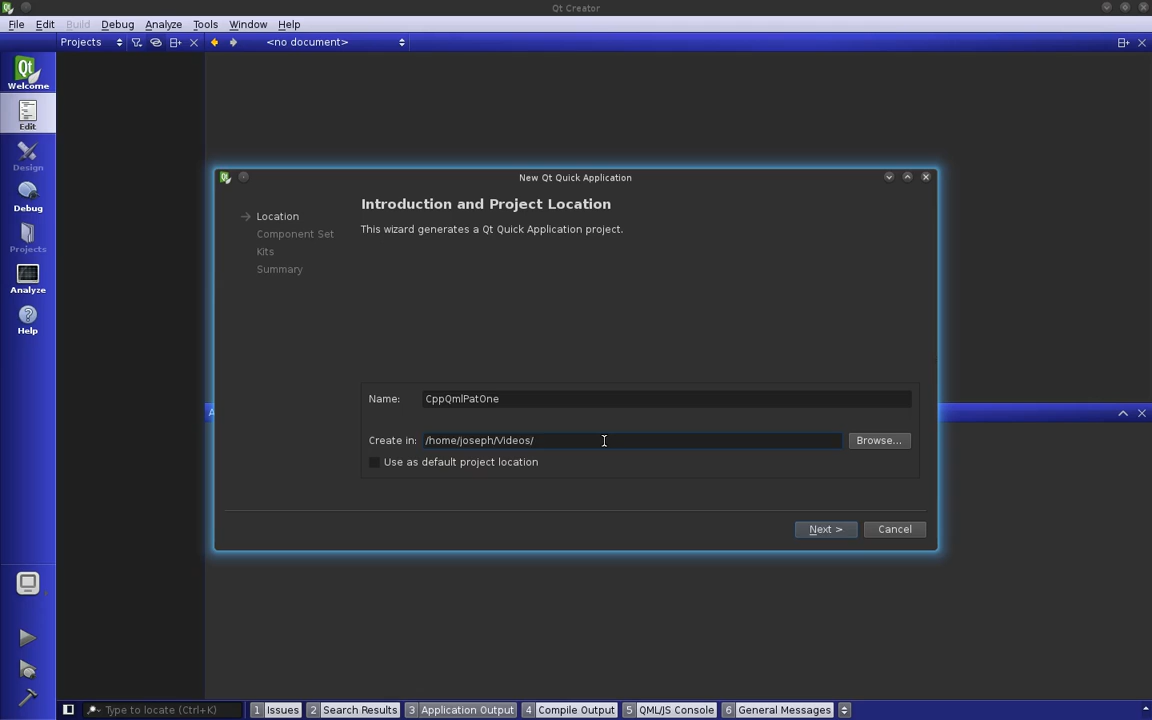 Qt Creator
File Edit Build Debug Analyze Tools Window Help
Projects <no document>
Qt
Welcome
Edit
Design
Debug
Projects
Analyze
Help
New Qt Quick Application
Location
Component Set
Kits
Summary
Introduction and Project Location
This wizard generates a Qt Quick Application project.
Name: CppQmlPatOne
Create in: /home/joseph/Videos/ Browse...
Use as default project location
Next > Cancel
A
Type to locate (Ctrl+K) 1 Issues 2 Search Results 3 Application Output 4 Compile Output 5 QML/JS Console 6 General Messages